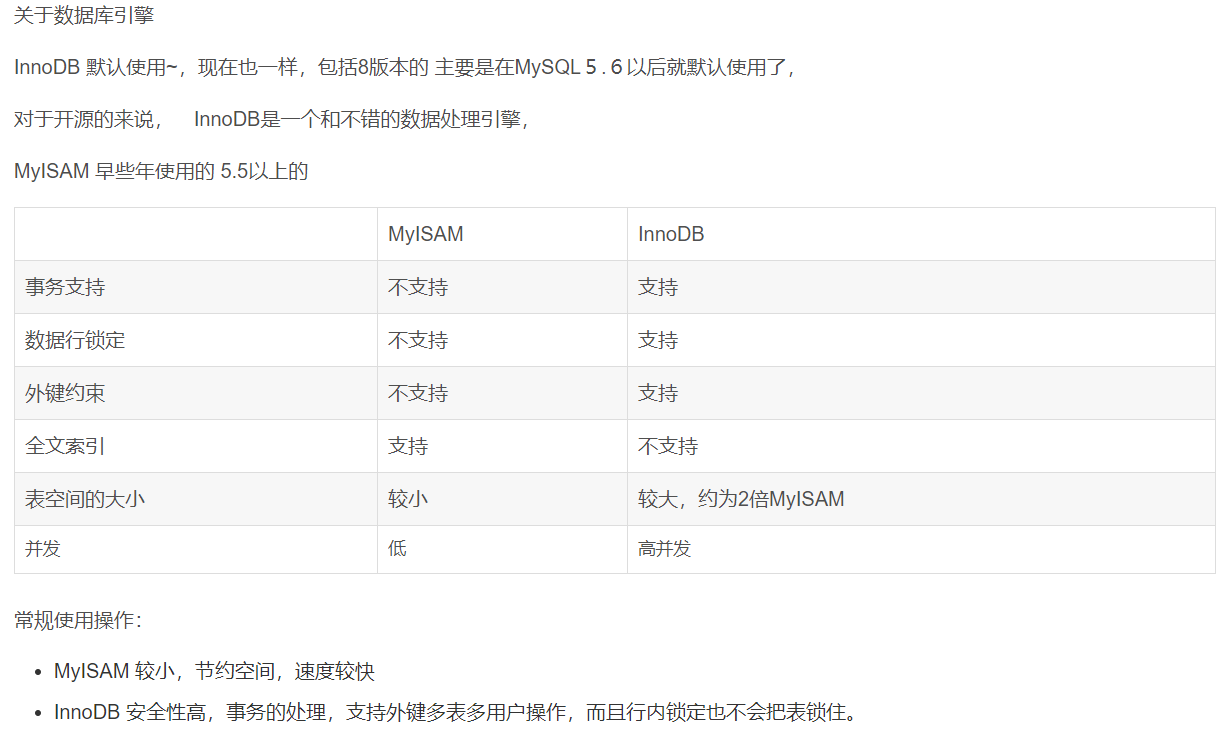 关于数据库引擎
InnoDB 默认使用~，现在也一样，包括8版本的 主要是在MySQL５.６以后就默认使用了，
对于开源的来说，　InnoDB是一个和不错的数据处理引擎，
MyISAM 早些年使用的 5.5以上的
MyISAM InnoDB
事务支持 不支持 支持
数据行锁定 不支持 支持
外键约束 不支持 支持
全文索引 支持 不支持
表空间的大小 较小 较大，约为2倍MyISAM
并发 低 高并发
常规使用操作：
• MyISAM 较小，节约空间，速度较快
• InnoDB 安全性高，事务的处理，支持外键多表多用户操作，而且行内锁定也不会把表锁住。